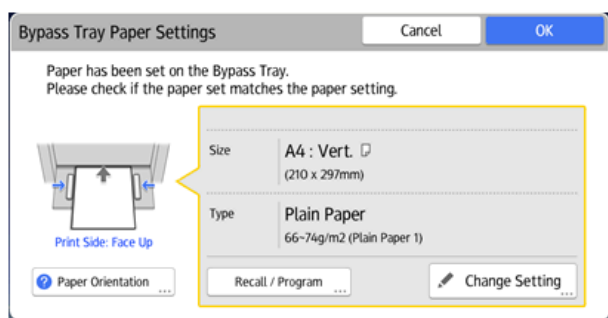 Bypass Tray Paper Settings
Cancel
OK
Paper has been set on the Bypass Tray.
Please check if the paper set matches the paper setting.
Size
A4 : Vert.
(210 x 297mm)
Type
Plain Paper
66~74g/m2 (Plain Paper 1)
Print Side: Face Up
? Paper Orientation ...
Recall / Program ...
Change Setting ...